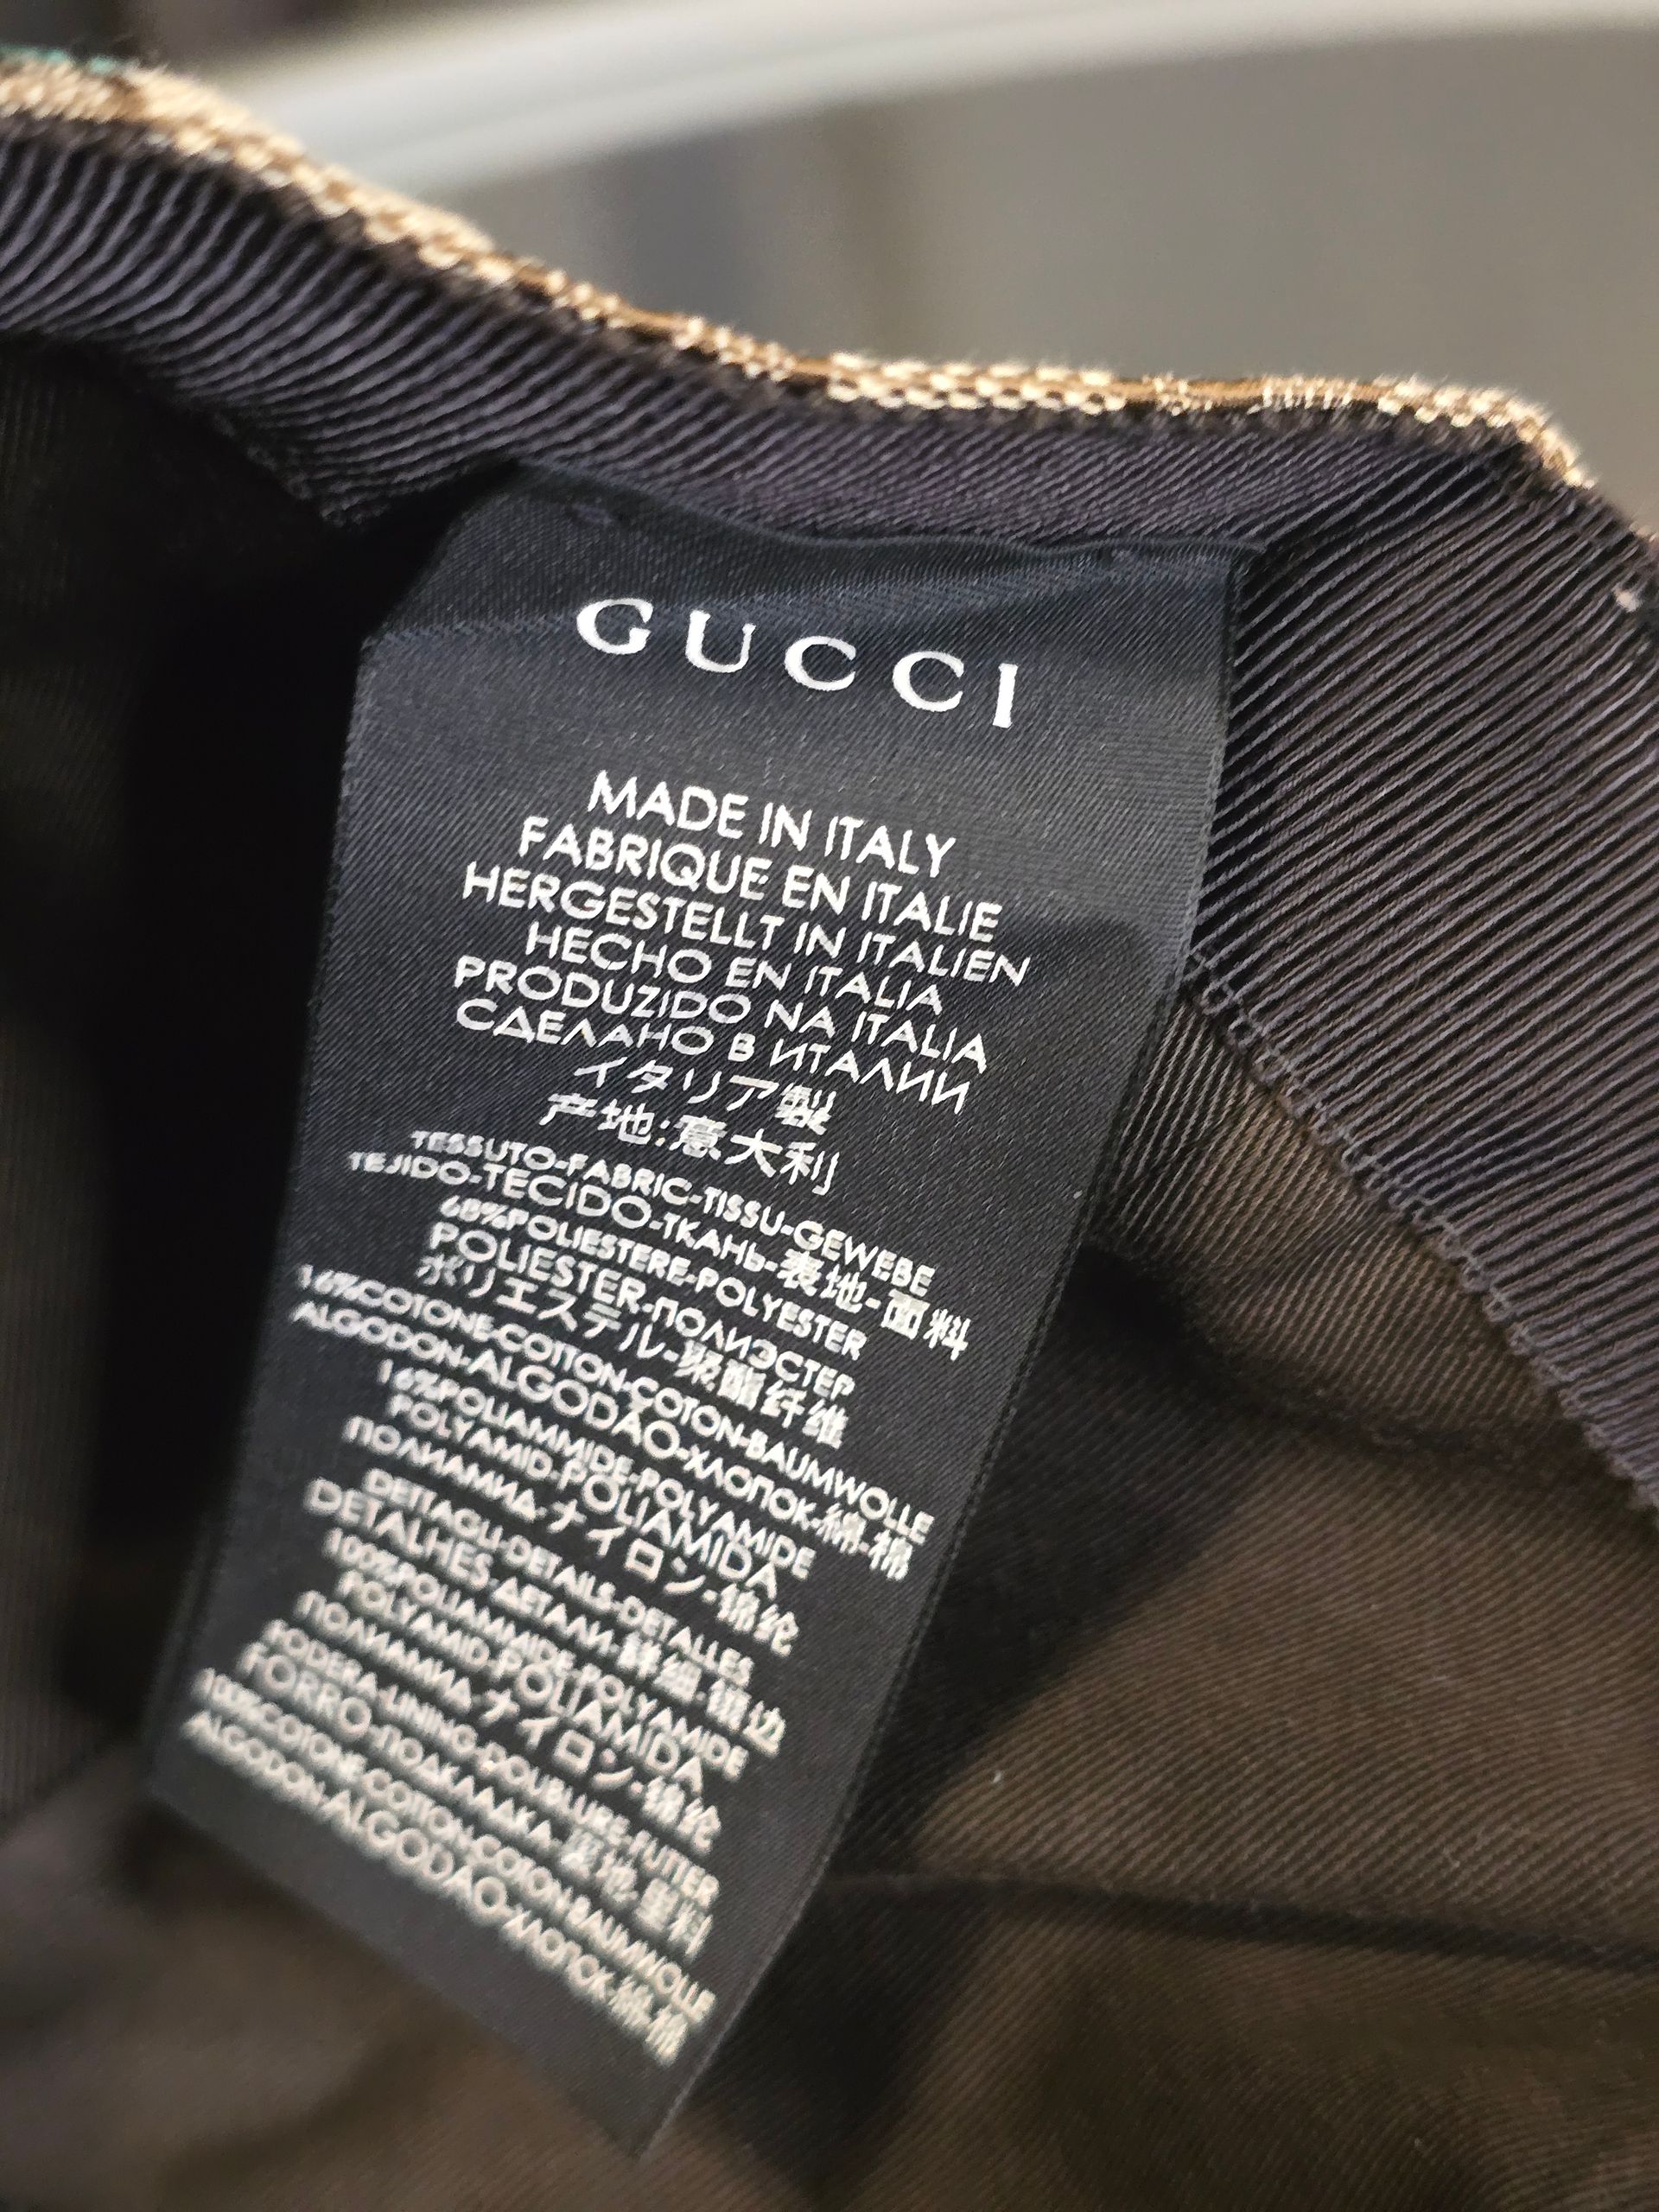 GUCCI
MADE IN ITALY
FABRIQUE EN ITALIE
HERGESTELLT IN ITALIEN
HECHO EN ITALIA
PRODUZIDO NA ITALIA
СДЕЛАНО В ИТАЛИИ
イタリア製
产地:意大利
TESSUTO-FABRIC-TISSU-GEWEBE
TEJIDO-TECIDO-ТКАНЬ-表地-面料
68%POLIESTERE-POLYESTER
POLIESTER-ПОЛИЭСТЕР
ポリエステル-聚酯纤维
16%COTONE-COTTON-COTON-BAUMWOLLE
ALGODON-ALGODÃO-ХЛОПОК-綿-棉
16%POLIAMMIDE-POLYAMIDE
POLYAMID-POLIAMIDA
ПОЛИАМИД-ナイロン-锦纶
DETTAGLI-DETAILS-DETALLES
DETALHES-ДЕТАЛИ-詳細-镶边
100%POLIAMMIDE-POLYAMIDE
POLYAMID-POLIAMIDA
ПОЛИАМИД-ナイロン-锦纶
FODERA-LINING-DOUBLURE-FUTTER
FORRO-ПОДКЛАДКА-裏地-里料
100%COTONE-COTTON-COTON-BAUMWOLLE
ALGODON-ALGODÃO-ХЛОПОК-綿-棉